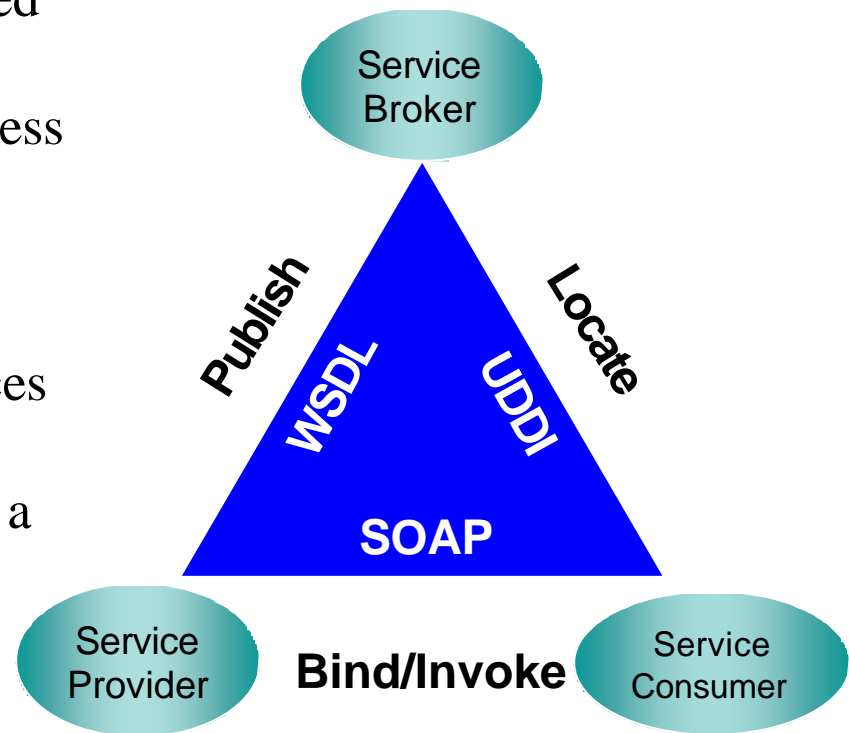 Service
Broker
Publish
Locate
WSDL
UDDI
a
SOAP
Service
Provider
Bind/Invoke
Service
Consumer